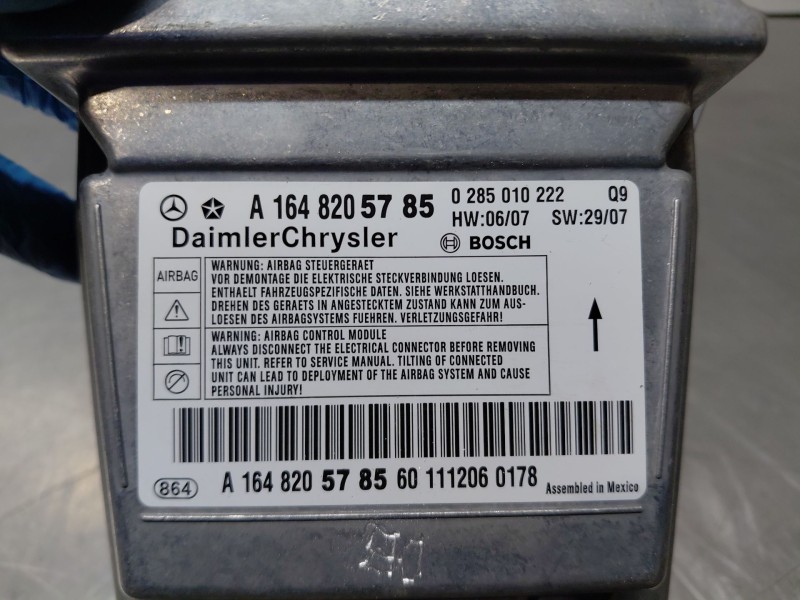 A 164 820 57 85
0 285 010 222 Q9
HW:06/07 SW:29/07
DaimlerChrysler
BOSCH
AIRBAG
WARNUNG: AIRBAG STEUERGERAET
VOR DEMONTAGE DIE ELEKTRISCHE STECKVERBINDUNG LOESEN.
ENTHAELT FAHRZEUGSPEZIFISCHE DATEN. SIEHE WERKSTATTHANDBUCH.
DREHEN DES GERAETS IN ANGESTECKTEM ZUSTAND KANN ZUM AUS-
LOESEN DES AIRBAGSYSTEMS FUEHREN. VERLETZUNGSGEFAHR!
WARNING: AIRBAG CONTROL MODULE
ALWAYS DISCONNECT THE ELECTRICAL CONNECTOR BEFORE REMOVING
THIS UNIT. REFER TO SERVICE MANUAL. TILTING OF CONNECTED
UNIT CAN LEAD TO DEPLOYMENT OF THE AIRBAG SYSTEM AND CAUSE
PERSONAL INJURY!
864
A 164 820 57 85 60 111206 0178
Assembled in Mexico